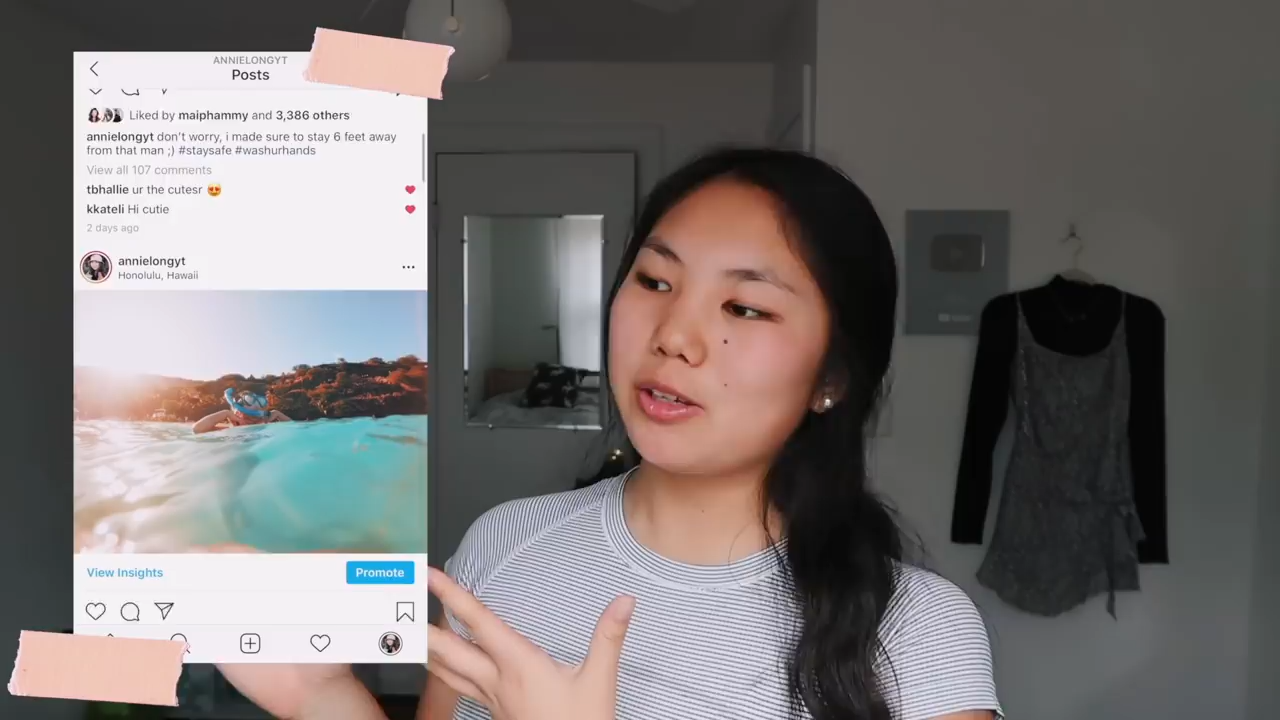 ANNIELONGYT
Posts
Liked by maiphammy and 3,386 others
annielongyt don't worry, i made sure to stay 6 feet away
from that man ;) #staysafe #washurhands
View all 107 comments
tbhallie ur the cutesr 😍
kkateli Hi cutie
2 days ago
annielongyt
Honolulu, Hawaii
View Insights
Promote